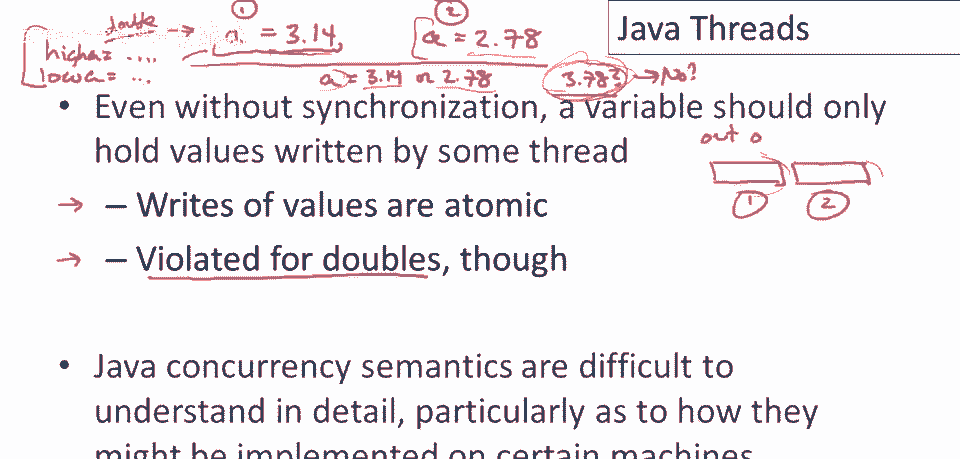 ① ②
double → a = 3.14, a = 2.78
Java Threads
higha= ....
lowa= ...
a = 3.14 or 2.78 3.78? → No?
• Even without synchronization, a variable should only
out o
hold values written by some thread
→ – Writes of values are atomic
① ②
→ – Violated for doubles, though
• Java concurrency semantics are difficult to
understand in detail, particularly as to how they
might be implemented on certain machines